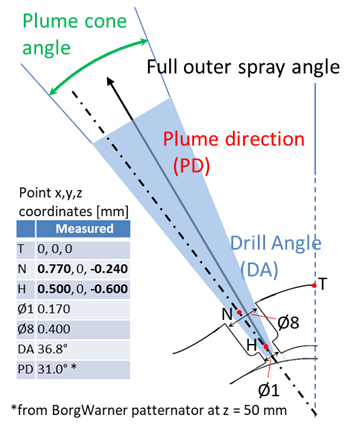 Plume cone
angle
Full outer spray angle
Plume direction
(PD)
Drill Angle
(DA)
Point x,y,z
coordinates [mm]
Measured
T 0, 0, 0
N 0.770, 0, -0.240
H 0.500, 0, -0.600
Ø1 0.170
Ø8 0.400
DA 36.8°
PD 31.0° *
T
N
Ø8
H
Ø1
*from BorgWarner patternator at z = 50 mm